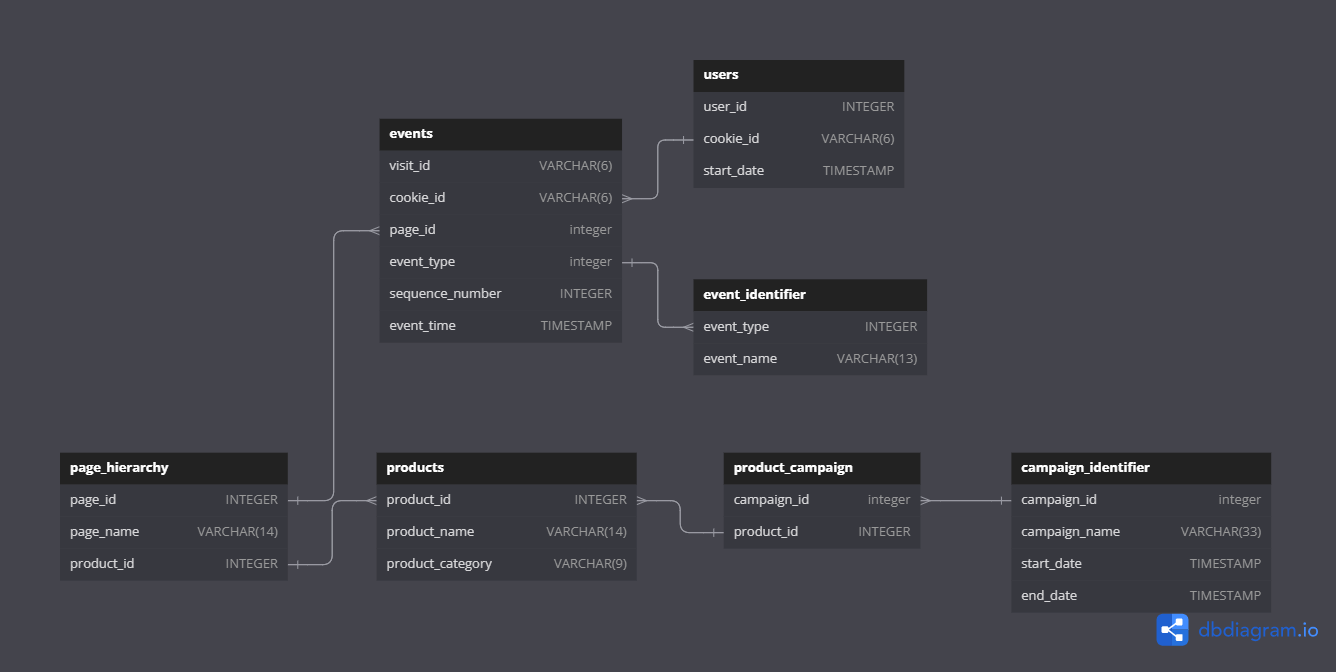 users
user_id INTEGER
cookie_id VARCHAR(6)
start_date TIMESTAMP
events
visit_id VARCHAR(6)
cookie_id VARCHAR(6)
page_id integer
event_type integer
sequence_number INTEGER
event_time TIMESTAMP
event_identifier
event_type INTEGER
event_name VARCHAR(13)
page_hierarchy
page_id INTEGER
page_name VARCHAR(14)
product_id INTEGER
products
product_id INTEGER
product_name VARCHAR(14)
product_category VARCHAR(9)
product_campaign
campaign_id integer
product_id INTEGER
campaign_identifier
campaign_id integer
campaign_name VARCHAR(33)
start_date TIMESTAMP
end_date TIMESTAMP
dbdiagram.io